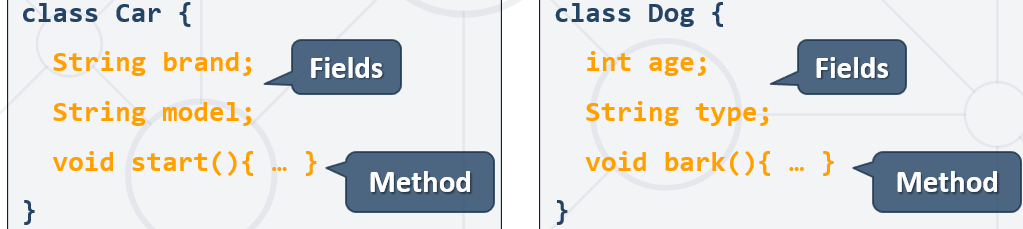 class Car {
String brand;
Fields
String model;
void start(){ … }
Method
}
class Dog {
int age;
Fields
String type;
void bark(){ … }
Method
}